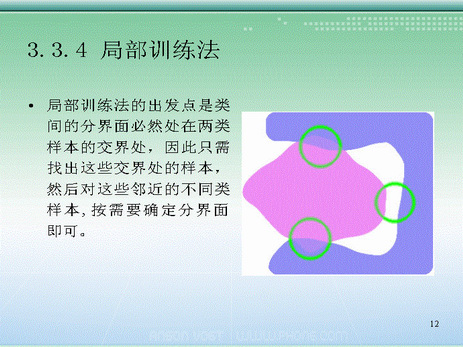 3.3.4 局部训练法
• 局部训练法的出发点是类
间的分界面必然处在两类
样本的交界处，因此只需
找出这些交界处的样本，
然后对这些邻近的不同类
样本,按需要确定分界面
即可。
12